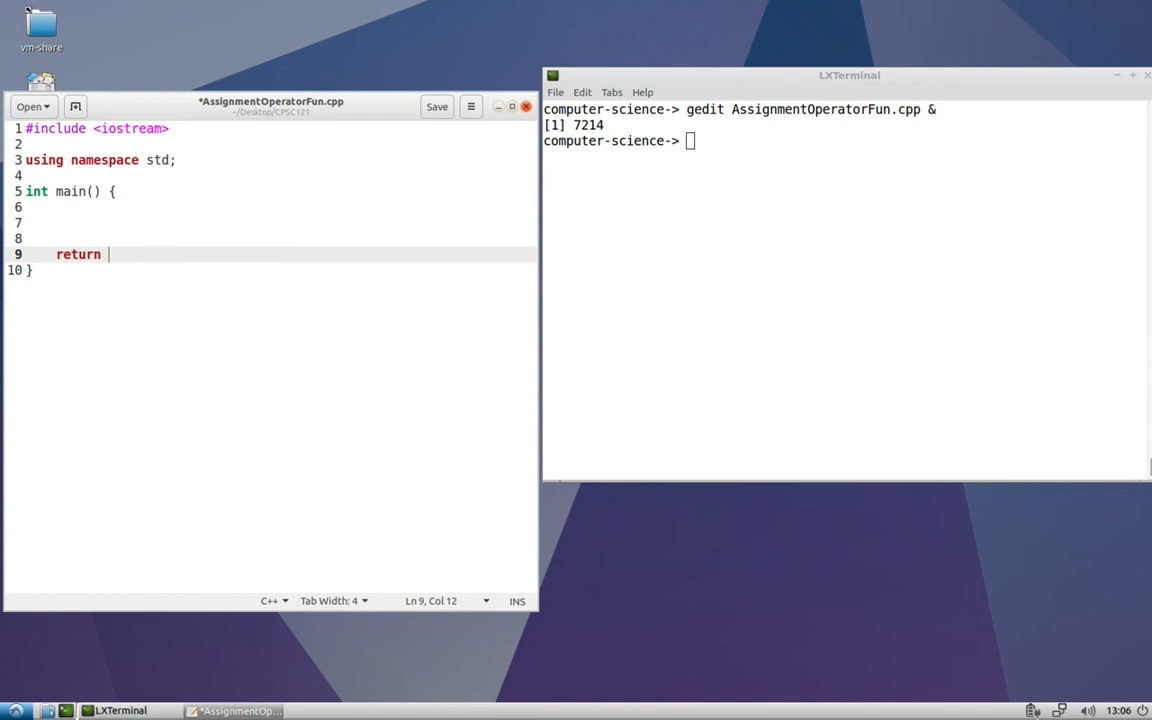 vm-share
Open
*AssignmentOperatorFun.cpp
~/Desktop/CPSC121
Save
1 #include <iostream>
2
3 using namespace std;
4
5 int main() {
6
7
8
9     return
10 }
C++ Tab Width: 4 Ln 9, Col 12 INS
LXTerminal
File Edit Tabs Help
computer-science-> gedit AssignmentOperatorFun.cpp &
[1] 7214
computer-science->
LXTerminal
*AssignmentOp...
13:06